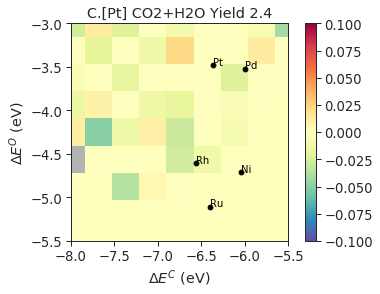 C.[Pt] CO2+H2O Yield 2.4
−3.0
−3.5
−4.0
−4.5
−5.0
−5.5
ΔE^O (eV)
Pt
Pd
Rh
Ni
Ru
−8.0 −7.5 −7.0 −6.5 −6.0 −5.5
ΔE^C (eV)
0.100
0.075
0.050
0.025
0.000
−0.025
−0.050
−0.075
−0.100